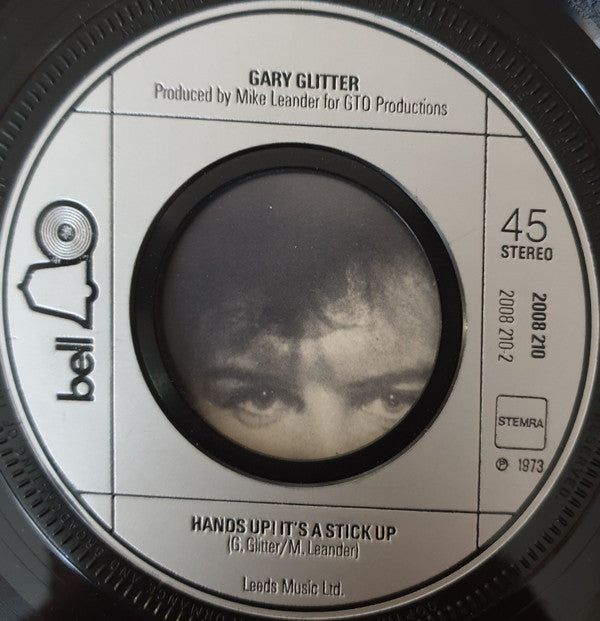 GARY GLITTER
Produced by Mike Leander for GTO Productions
bell
45
STEREO
2008 210
2008 210-2
STEMRA
℗ 1973
HANDS UP! IT'S A STICK UP
(G. Glitter/M. Leander)
Leeds Music Ltd.